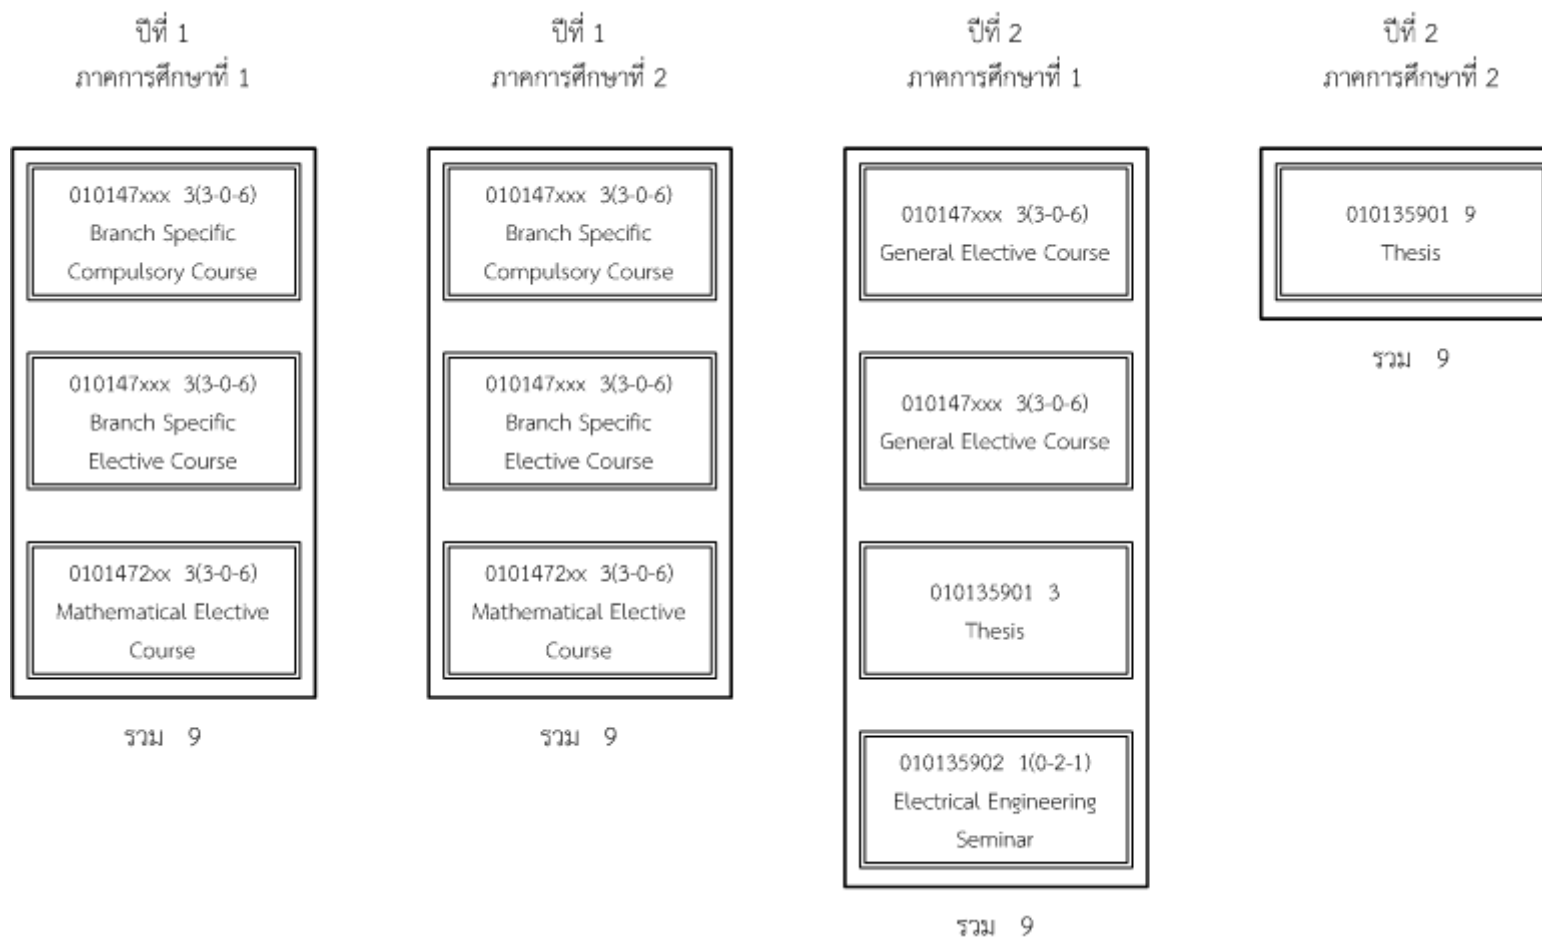 ปีที่ 1
ภาคการศึกษาที่ 1
010147xxx 3(3-0-6)
Branch Specific
Compulsory Course
010147xxx 3(3-0-6)
Branch Specific
Elective Course
0101472xx 3(3-0-6)
Mathematical Elective
Course
รวม 9
ปีที่ 1
ภาคการศึกษาที่ 2
010147xxx 3(3-0-6)
Branch Specific
Compulsory Course
010147xxx 3(3-0-6)
Branch Specific
Elective Course
0101472xx 3(3-0-6)
Mathematical Elective
Course
รวม 9
ปีที่ 2
ภาคการศึกษาที่ 1
010147xxx 3(3-0-6)
General Elective Course
010147xxx 3(3-0-6)
General Elective Course
010135901 3
Thesis
010135902 1(0-2-1)
Electrical Engineering
Seminar
รวม 9
ปีที่ 2
ภาคการศึกษาที่ 2
010135901 9
Thesis
รวม 9